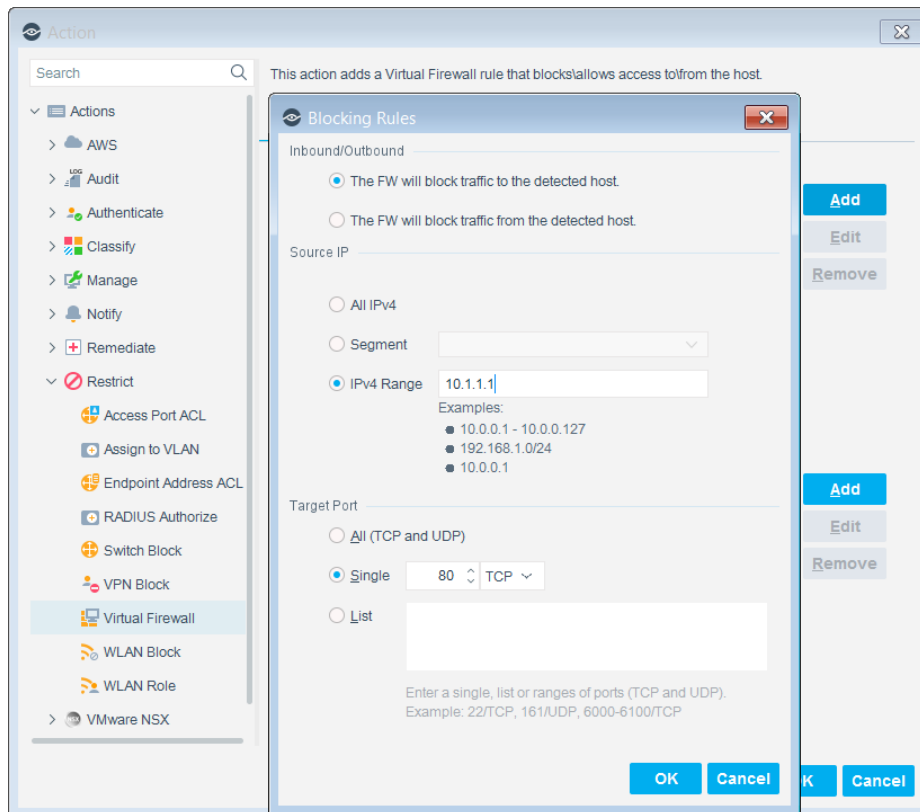 Action
Search
This action adds a Virtual Firewall rule that blocks\allows access to\from the host.
Actions
AWS
LOG
Audit
Authenticate
Classify
Manage
Notify
Remediate
Restrict
Access Port ACL
Assign to VLAN
Endpoint Address ACL
RADIUS Authorize
Switch Block
VPN Block
Virtual Firewall
WLAN Block
WLAN Role
NSX
VMware NSX
Blocking Rules
Inbound/Outbound
The FW will block traffic to the detected host.
The FW will block traffic from the detected host.
Source IP
All IPv4
Segment
IPv4 Range 10.1.1.1
Examples:
10.0.0.1 - 10.0.0.127
192.168.1.0/24
10.0.0.1
Target Port
All (TCP and UDP)
Single 80 TCP
List
Enter a single, list or ranges of ports (TCP and UDP).
Example: 22/TCP, 161/UDP, 6000-6100/TCP
OK Cancel
Add
Edit
Remove
Add
Edit
Remove
K Cancel